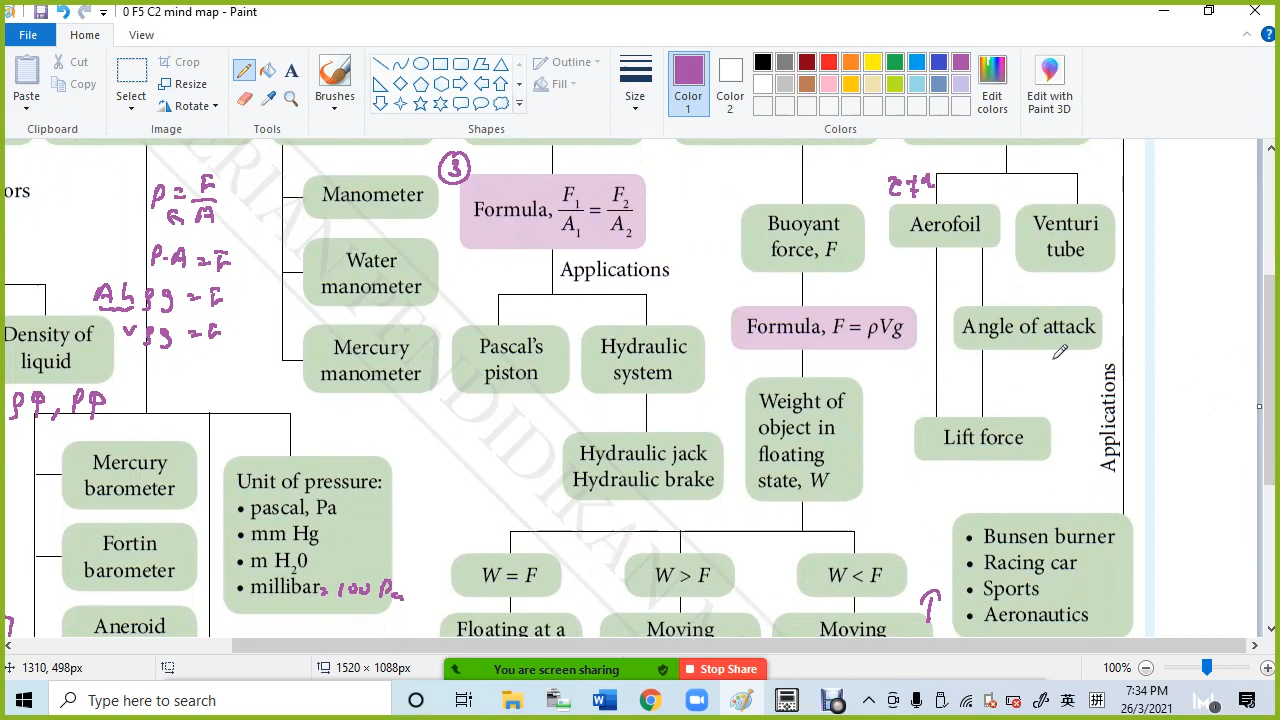 0 F5 C2 mind map - Paint
File Home View
Cut
Copy
Paste
Clipboard
Select
Crop
Resize
Rotate
Image
A
Tools
Brushes
Shapes
Outline
Fill
Size
Color 1
Color 2
Edit colors
Edit with Paint 3D
Colors
ors
P = F/A
P·A = F
Ahρg = F
Vρg = F
Density of
liquid
Mercury
barometer
Fortin
barometer
Aneroid
Manometer
Water
manometer
Mercury
manometer
Unit of pressure:
• pascal, Pa
• mm Hg
• m H₂0
• millibar = 100 Pa
3
Formula, F₁/A₁ = F₂/A₂
Applications
Pascal's
piston
Hydraulic
system
Hydraulic jack
Hydraulic brake
Buoyant
force, F
Formula, F = ρVg
Weight of
object in
floating
state, W
W = F
W > F
W < F
Floating at a
Moving
Moving
Aerofoil
Venturi
tube
Angle of attack
Lift force
Applications
• Bunsen burner
• Racing car
• Sports
• Aeronautics
ERIAN PENDIDIKAN M
1310, 498px
1520 × 1088px
100%
You are screen sharing
Stop Share
Type here to search
英
拼
7:34 PM
26/3/2021